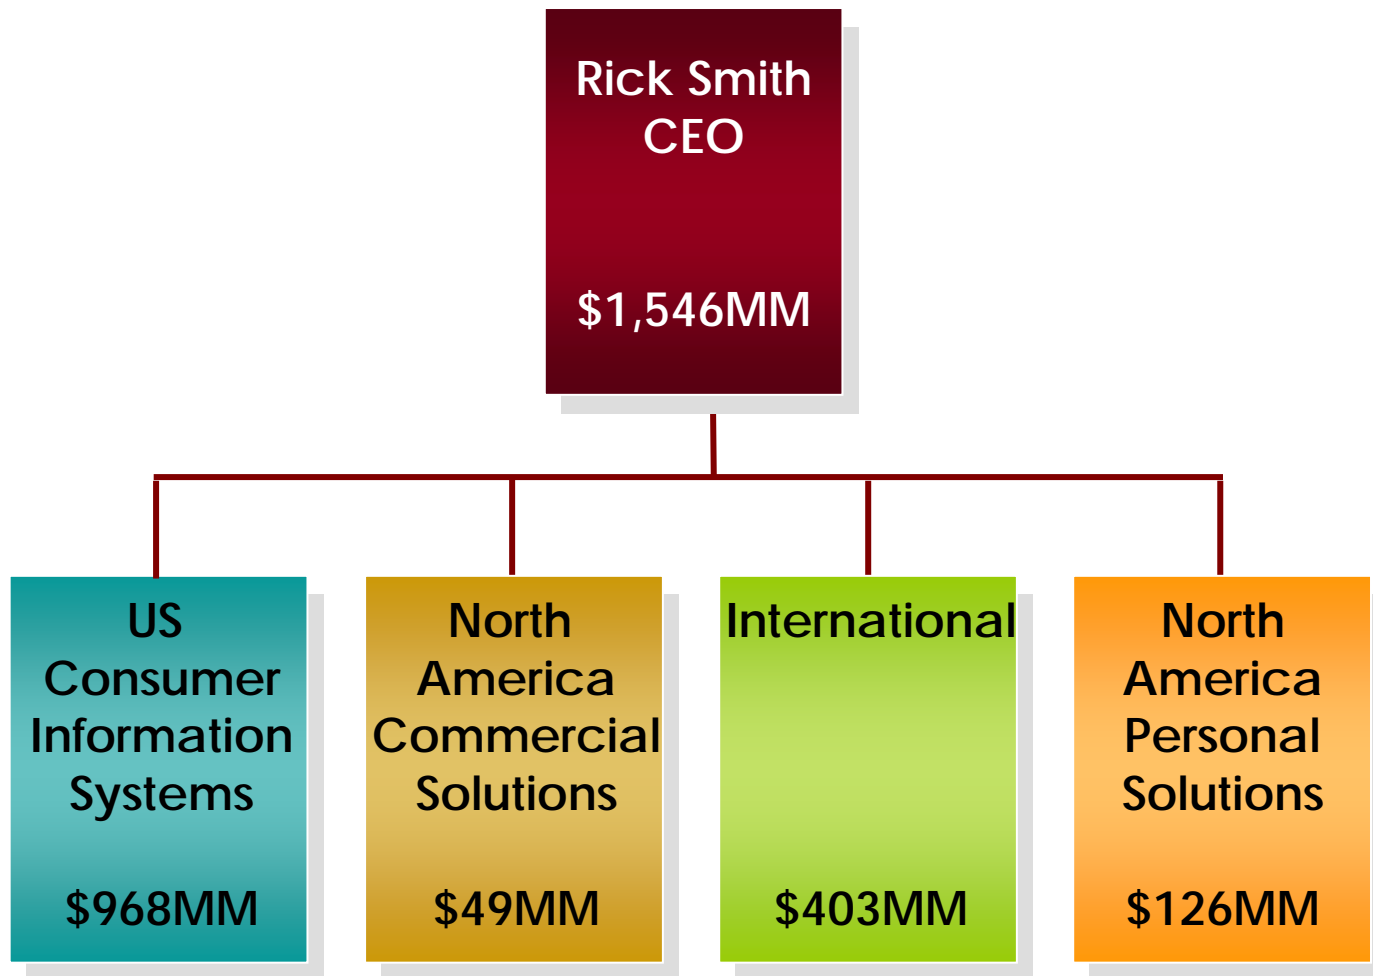 Rick Smith
CEO
$1,546MM
US
Consumer
Information
Systems
$968MM
North
America
Commercial
Solutions
$49MM
International
$403MM
North
America
Personal
Solutions
$126MM